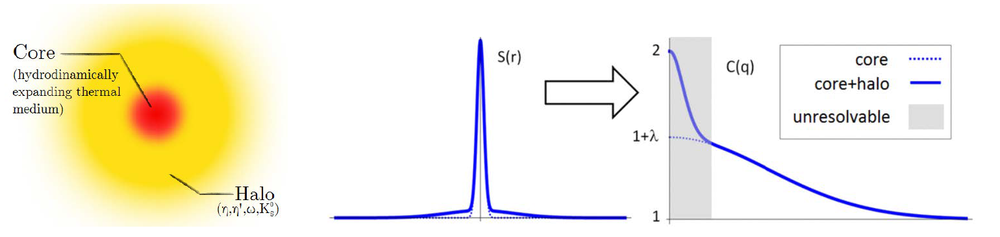 Core
(hydrodinamically
expanding thermal
medium)
Halo
(η,η',ω,K⁰ₛ)
S(r)
2
1+λ
1
C(q)
core
core+halo
unresolvable